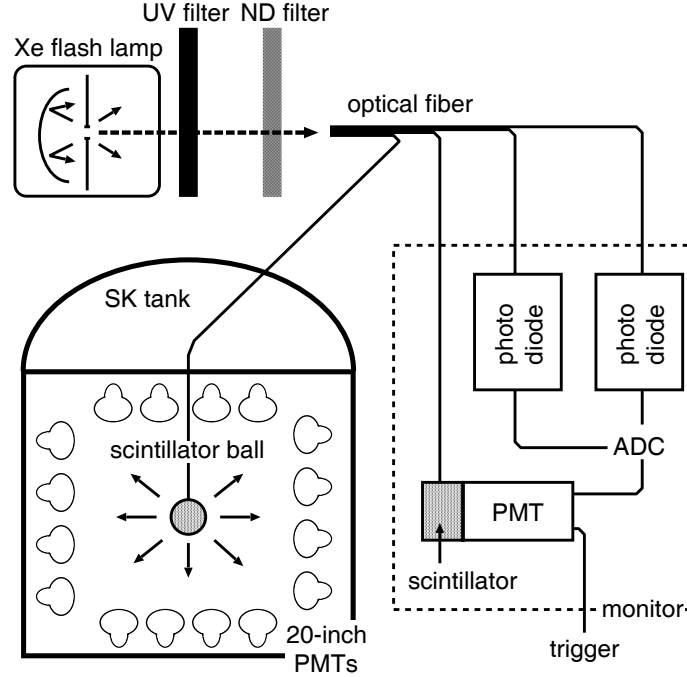 UV filter ND filter
Xe flash lamp
optical fiber
SK tank
photo
diode
photo
diode
scintillator ball
ADC
PMT
scintillator
20-inch
PMTs
monitor
trigger